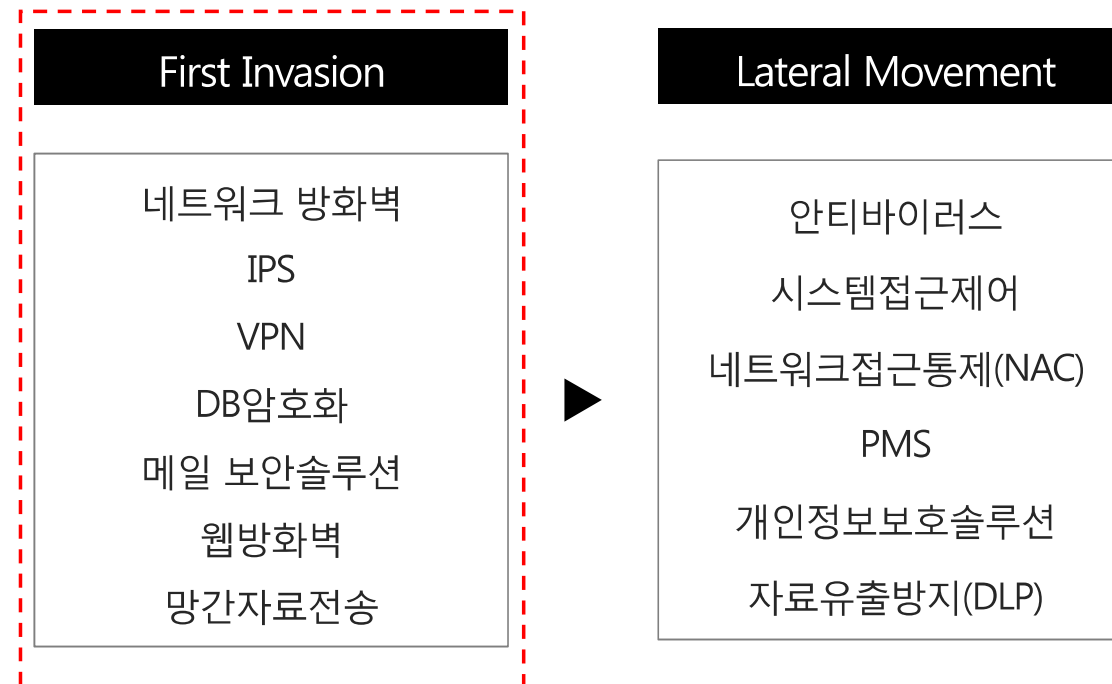 First Invasion
네트워크 방화벽
IPS
VPN
DB암호화
메일 보안솔루션
웹방화벽
망간자료전송
Lateral Movement
안티바이러스
시스템접근제어
네트워크접근통제(NAC)
PMS
개인정보보호솔루션
자료유출방지(DLP)